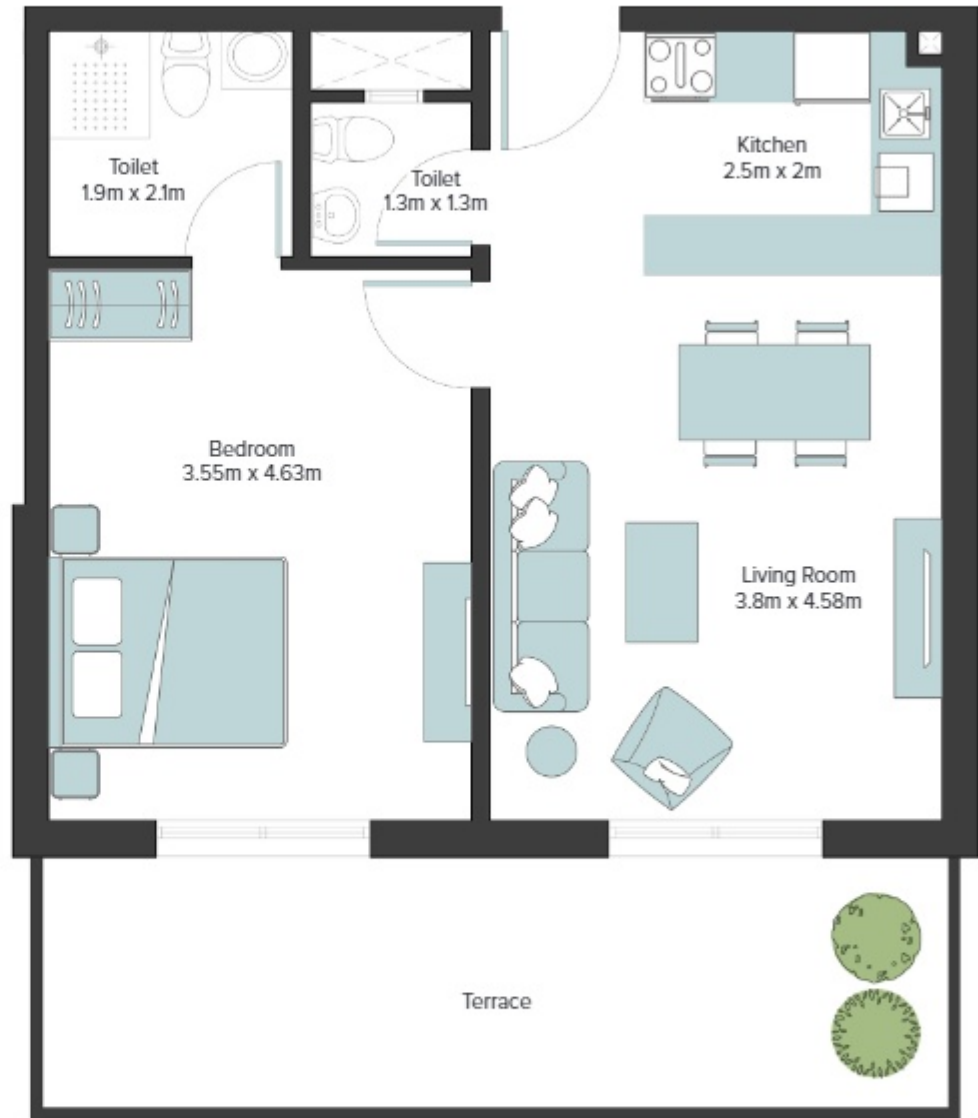 Toilet
1.9m x 2.1m
Toilet
1.3m x 1.3m
Kitchen
2.5m x 2m
Bedroom
3.55m x 4.63m
Living Room
3.8m x 4.58m
Terrace